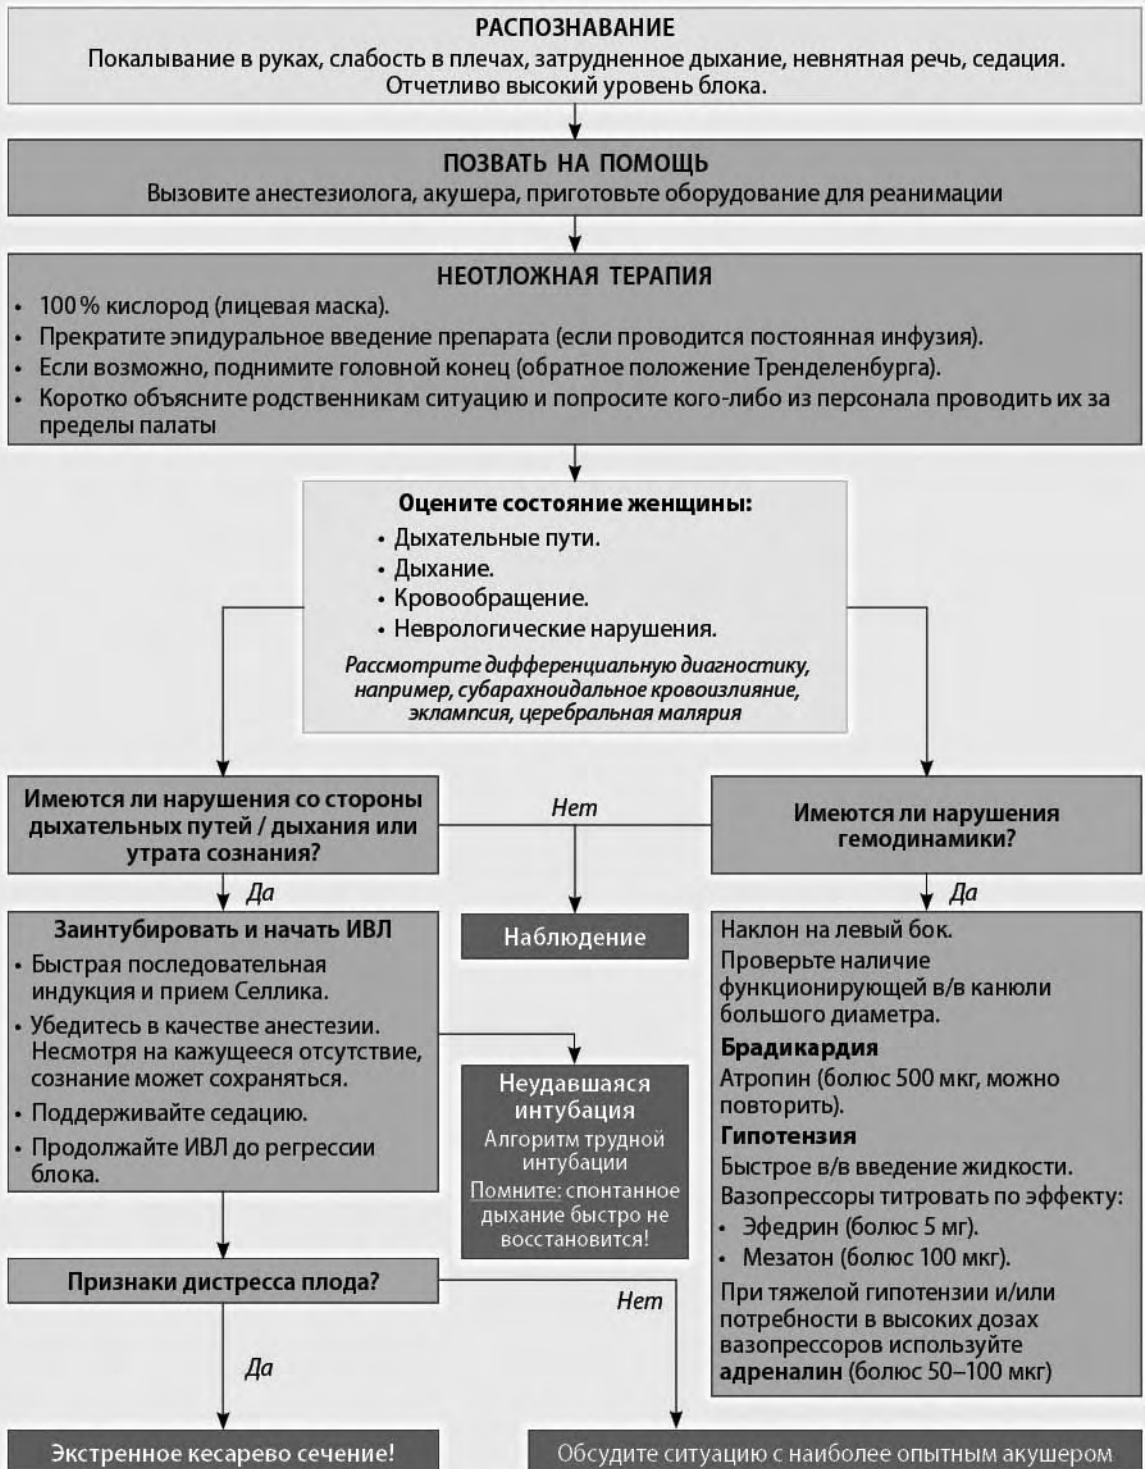 РАСПОЗНАВАНИЕ
Покалывание в руках, слабость в плечах, затрудненное дыхание, невнятная речь, седация.
Отчетливо высокий уровень блока.
ПОЗВАТЬ НА ПОМОЩЬ
Вызовите анестезиолога, акушера, приготовьте оборудование для реанимации
НЕОТЛОЖНАЯ ТЕРАПИЯ
• 100 % кислород (лицевая маска).
• Прекратите эпидуральное введение препарата (если проводится постоянная инфузия).
• Если возможно, поднимите головной конец (обратное положение Тренделенбурга).
• Коротко объясните родственникам ситуацию и попросите кого-либо из персонала проводить их за
пределы палаты
Оцените состояние женщины:
• Дыхательные пути.
• Дыхание.
• Кровообращение.
• Неврологические нарушения.
Рассмотрите дифференциальную диагностику,
например, субарахноидальное кровоизлияние,
эклампсия, церебральная малярия
Имеются ли нарушения со стороны
дыхательных путей / дыхания или
утрата сознания?
Нет
Имеются ли нарушения
гемодинамики?
Да
Да
Заинтубировать и начать ИВЛ
• Быстрая последовательная
индукция и прием Селлика.
• Убедитесь в качестве анестезии.
Несмотря на кажущееся отсутствие,
сознание может сохраняться.
• Поддерживайте седацию.
• Продолжайте ИВЛ до регрессии
блока.
Наблюдение
Неудавшаяся
интубация
Алгоритм трудной
интубации
Помните: спонтанное
дыхание быстро не
восстановится!
Наклон на левый бок.
Проверьте наличие
функционирующей в/в канюли
большого диаметра.
Брадикардия
Атропин (болюс 500 мкг, можно
повторить).
Гипотензия
Быстрое в/в введение жидкости.
Вазопрессоры титровать по эффекту:
• Эфедрин (болюс 5 мг).
• Мезатон (болюс 100 мкг).
При тяжелой гипотензии и/или
потребности в высоких дозах
вазопрессоров используйте
адреналин (болюс 50–100 мкг)
Признаки дистресса плода?
Нет
Да
Экстренное кесарево сечение!
Обсудите ситуацию с наиболее опытным акушером